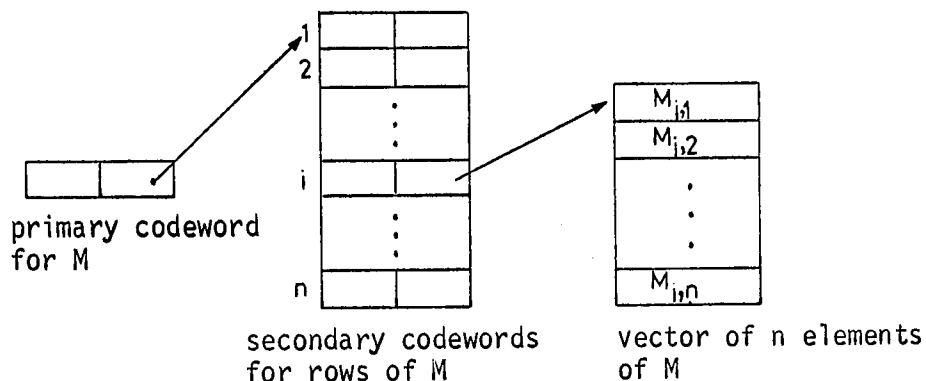 1
2
i
n
primary codeword
for M
secondary codewords
for rows of M
M_{i,1}
M_{i,2}
M_{i,n}
vector of n elements
of M